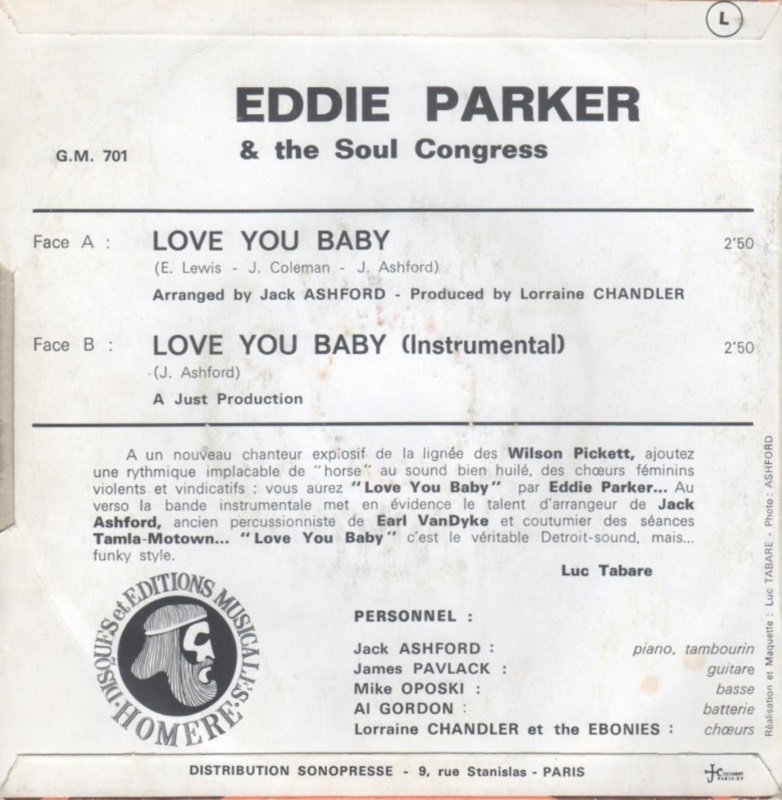 L
EDDIE PARKER
& the Soul Congress
G.M. 701
Face A : LOVE YOU BABY 2'50
(E. Lewis - J. Coleman - J. Ashford)
Arranged by Jack ASHFORD - Produced by Lorraine CHANDLER
Face B : LOVE YOU BABY (Instrumental) 2'50
(J. Ashford)
A Just Production
A un nouveau chanteur explosif de la lignée des Wilson Pickett, ajoutez
une rythmique implacable de "horse" au sound bien huilé, des chœurs féminins
violents et vindicatifs : vous aurez "Love You Baby" par Eddie Parker... Au
verso la bande instrumentale met en évidence le talent d'arrangeur de Jack
Ashford, ancien percussionniste de Earl VanDyke et coutumier des séances
Tamla-Motown... "Love You Baby" c'est le véritable Detroit-sound, mais...
funky style.
Luc Tabare
DISQUES et EDITIONS MUSICALES
HOMERE
PERSONNEL :
Jack ASHFORD : piano, tambourin
James PAVLACK : guitare
Mike OPOSKI : basse
Al GORDON : batterie
Lorraine CHANDLER et the EBONIES : chœurs
Réalisation et Maquette : Luc TABARE - Photo : ASHFORD
DISTRIBUTION SONOPRESSE - 9, rue Stanislas - PARIS